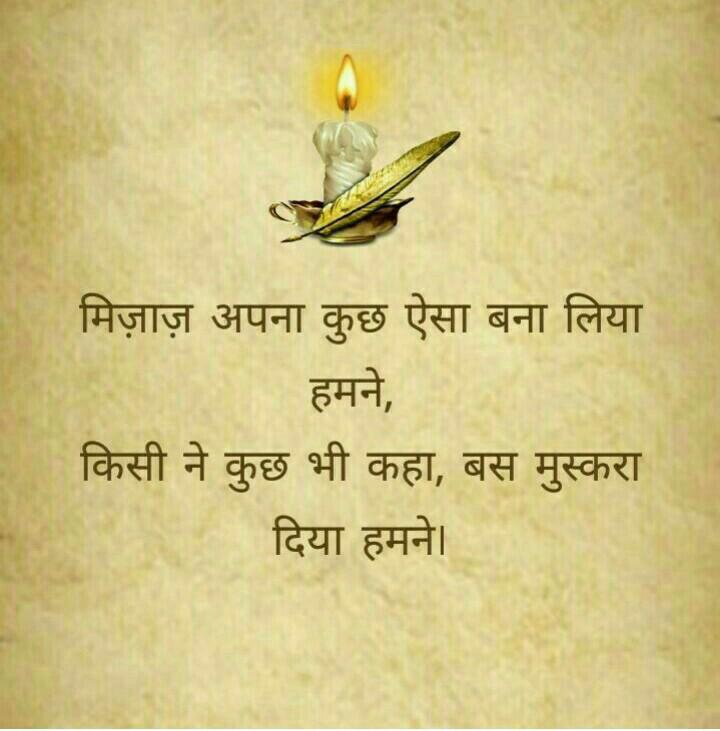 मिज़ाज़ अपना कुछ ऐसा बना लिया
हमने,
किसी ने कुछ भी कहा, बस मुस्करा
दिया हमने।